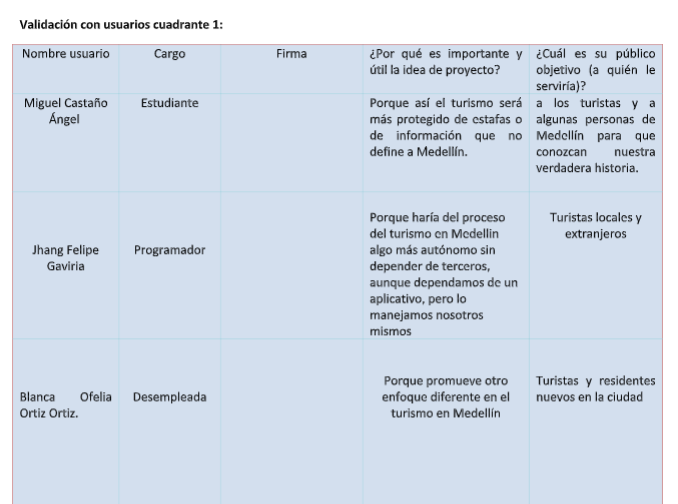 Validación con usuarios cuadrante 1:
Nombre usuario
Cargo
Firma
¿Por qué es importante y
útil la idea de proyecto?
¿Cuál es su público
objetivo (a quién le
serviría)?
Miguel Castaño
Ángel
Estudiante
Porque así el turismo será
más protegido de estafas o
de información que no
define a Medellín.
a los turistas y a
algunas personas de
Medellín para que
conozcan nuestra
verdadera historia.
Jhang Felipe
Gaviria
Programador
Porque haría del proceso
del turismo en Medellin
algo más autónomo sin
depender de terceros,
aunque dependamos de un
aplicativo, pero lo
manejamos nosotros
mismos
Turistas locales y
extranjeros
Blanca Ofelia
Ortiz Ortiz.
Desempleada
Porque promueve otro
enfoque diferente en el
turismo en Medellín
Turistas y residentes
nuevos en la ciudad